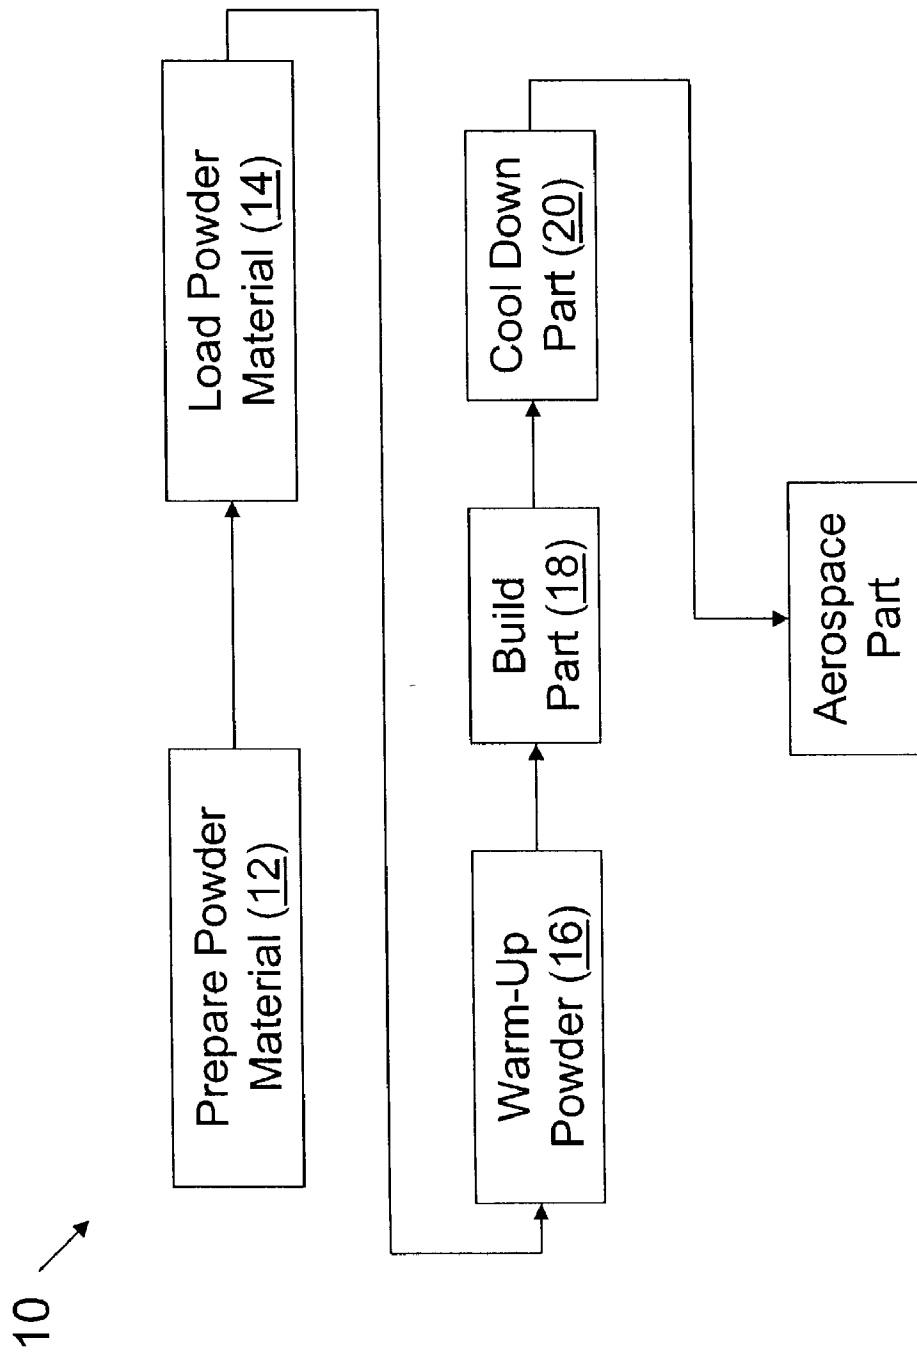 10
Prepare Powder
Material (12)
Load Powder
Material (14)
Warm-Up
Powder (16)
Build
Part (18)
Cool Down
Part (20)
Aerospace
Part